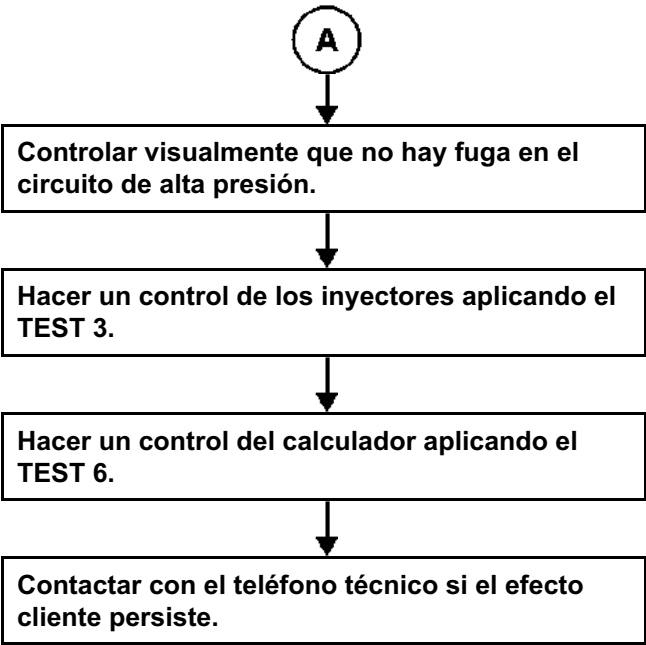 A
Controlar visualmente que no hay fuga en el
circuito de alta presión.
Hacer un control de los inyectores aplicando el
TEST 3.
Hacer un control del calculador aplicando el
TEST 6.
Contactar con el teléfono técnico si el efecto
cliente persiste.